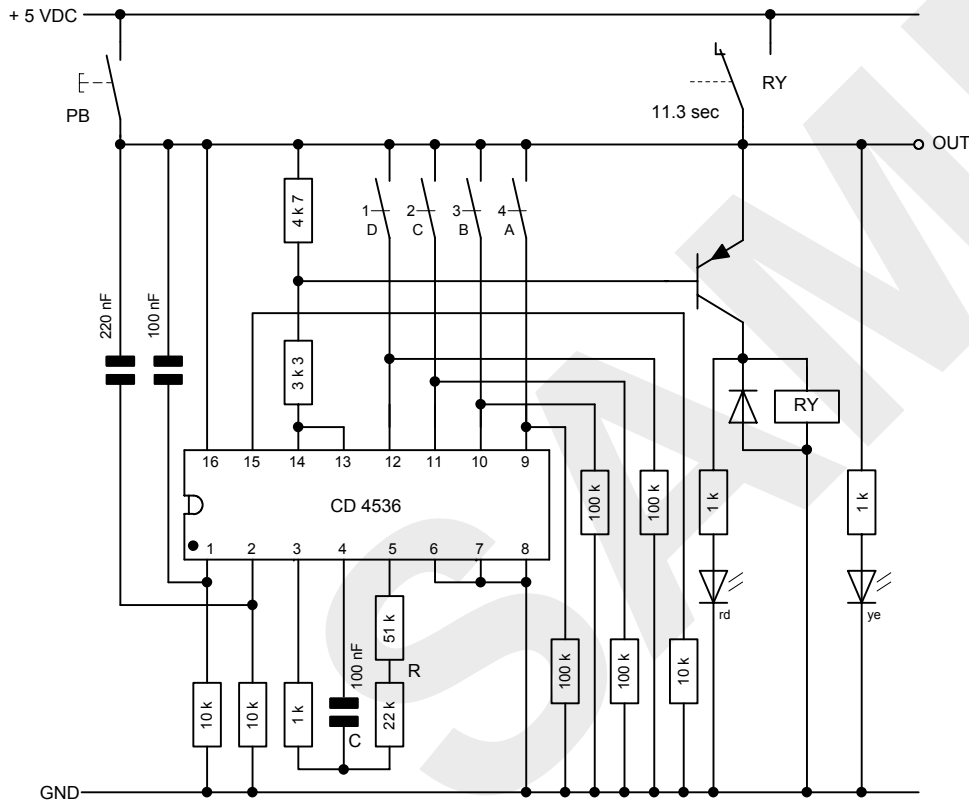 + 5 VDC
PB
RY
11.3 sec
OUT
4 k 7
1 2 3 4
D C B A
220 nF
100 nF
3 k 3
RY
16 15 14 13 12 11 10 9
CD 4536
1 2 3 4 5 6 7 8
100 k
100 k
1 k
1 k
rd
ye
51 k
R
100 nF
C
10 k
10 k
1 k
22 k
100 k
100 k
10 k
GND
SAM